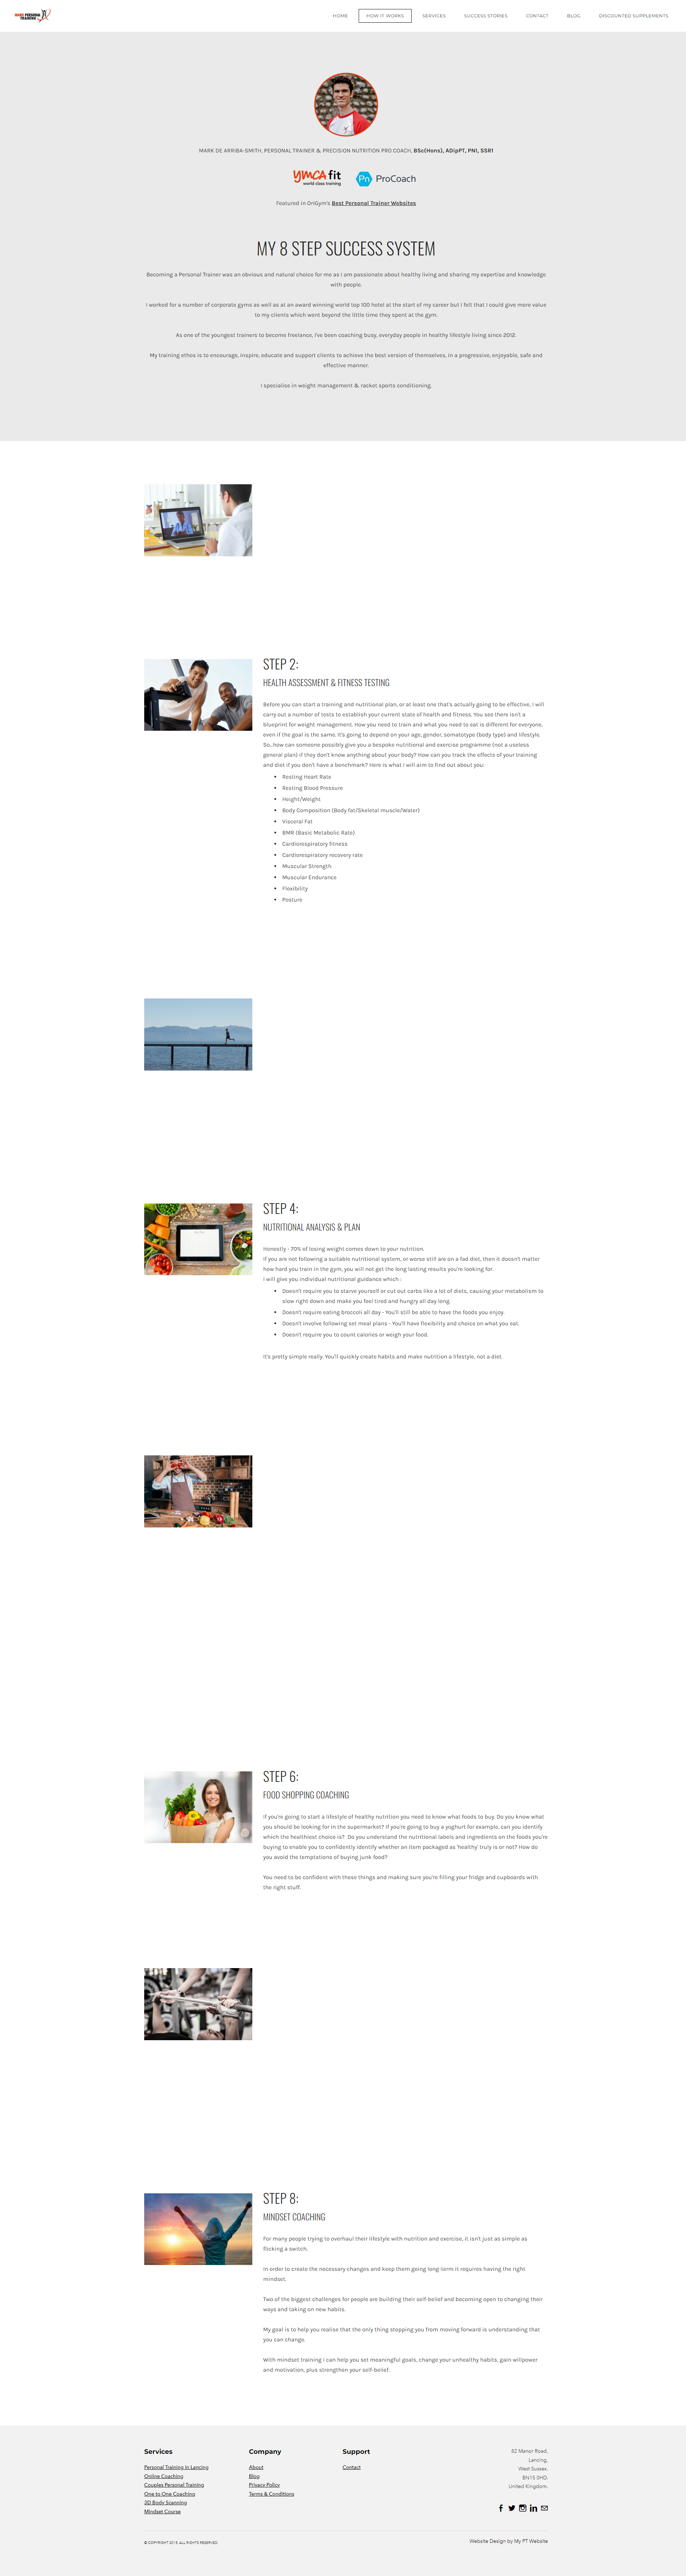 MARK PERSONAL TRAINING
HOME
HOW IT WORKS
SERVICES
SUCCESS STORIES
CONTACT
BLOG
DISCOUNTED SUPPLEMENTS
MARK DE ARRIBA-SMITH, PERSONAL TRAINER & PRECISION NUTRITION PRO COACH, BSc(Hons), ADipPT, PN1, SSR1
ymca fit
world class training
Pn ProCoach
Featured in OriGym's Best Personal Trainer Websites
MY 8 STEP SUCCESS SYSTEM
Becoming a Personal Trainer was an obvious and natural choice for me as I am passionate about healthy living and sharing my expertise and knowledge
with people.
I worked for a number of corporate gyms as well as at an award winning world top 100 hotel at the start of my career but I felt that I could give more value
to my clients which went beyond the little time they spent at the gym.
As one of the youngest trainers to become freelance, I've been coaching busy, everyday people in healthy lifestyle living since 2012.
My training ethos is to encourage, inspire, educate and support clients to achieve the best version of themselves, in a progressive, enjoyable, safe and
effective manner.
I specialise in weight management & racket sports conditioning.
STEP 2:
HEALTH ASSESSMENT & FITNESS TESTING
Before you can start a training and nutritional plan, or at least one that's actually going to be effective, I will
carry out a number of tests to establish your current state of health and fitness. You see there isn't a
blueprint for weight management. How you need to train and what you need to eat is different for everyone,
even if the goal is the same. It's going to depend on your age, gender, somatotype (body type) and lifestyle.
So...how can someone possibly give you a bespoke nutritional and exercise programme (not a useless
general plan) if they don't know anything about your body? How can you track the effects of your training
and diet if you don't have a benchmark? Here is what I will aim to find out about you:
• Resting Heart Rate
• Resting Blood Pressure
• Height/Weight
• Body Composition (Body fat/Skeletal muscle/Water)
• Visceral Fat
• BMR (Basic Metabolic Rate)
• Cardiorespiratory fitness
• Cardiorespiratory recovery rate
• Muscular Strength
• Muscular Endurance
• Flexibility
• Posture
STEP 4:
NUTRITIONAL ANALYSIS & PLAN
Honestly - 70% of losing weight comes down to your nutrition.
If you are not following a suitable nutritional system, or worse still are on a fad diet, then it doesn't matter
how hard you train in the gym, you will not get the long lasting results you're looking for.
I will give you individual nutritional guidance which :
• Doesn't require you to starve yourself or cut out carbs like a lot of diets, causing your metabolism to
slow right down and make you feel tired and hungry all day long.
• Doesn't require eating broccoli all day - You'll still be able to have the foods you enjoy.
• Doesn't involve following set meal plans - You'll have flexibility and choice on what you eat.
• Doesn't require you to count calories or weigh your food.
It's pretty simple really. You'll quickly create habits and make nutrition a lifestyle, not a diet.
STEP 6:
FOOD SHOPPING COACHING
If you're going to start a lifestyle of healthy nutrition you need to know what foods to buy. Do you know what
you should be looking for in the supermarket? If you're going to buy a yoghurt for example, can you identify
which the healthiest choice is? Do you understand the nutritional labels and ingredients on the foods you're
buying to enable you to confidently identify whether an item packaged as 'healthy' truly is or not? How do
you avoid the temptations of buying junk food?
You need to be confident with these things and making sure you're filling your fridge and cupboards with
the right stuff.
STEP 8:
MINDSET COACHING
For many people trying to overhaul their lifestyle with nutrition and exercise, it isn't just as simple as
flicking a switch.
In order to create the necessary changes and keep them going long-term it requires having the right
mindset.
Two of the biggest challenges for people are building their self-belief and becoming open to changing their
ways and taking on new habits.
My goal is to help you realise that the only thing stopping you from moving forward is understanding that
you can change.
With mindset training I can help you set meaningful goals, change your unhealthy habits, gain willpower
and motivation, plus strengthen your self-belief.
Services
Personal Training in Lancing
Online Coaching
Couples Personal Training
One to One Coaching
3D Body Scanning
Mindset Course
Company
About
Blog
Privacy Policy
Terms & Conditions
Support
Contact
82 Manor Road,
Lancing,
West Sussex,
BN15 0HD,
United Kingdom.
© COPYRIGHT 2015. ALL RIGHTS RESERVED.
Website Design by My PT Website